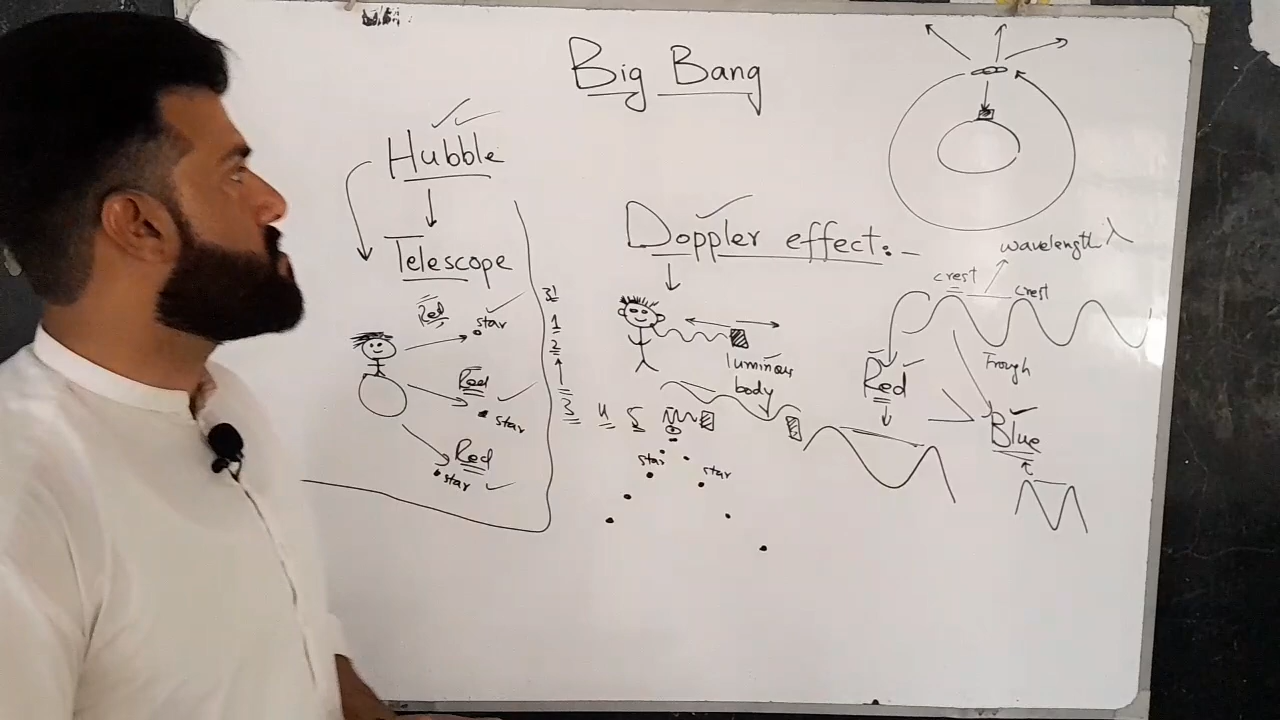 Big Bang
Hubble
Telescope
Red
star
Red
star
Red
star
Doppler effect:-
luminous
body
3!
1
2
3 4 5
star
star
wavelength λ
crest
crest
Trough
Red
Blue